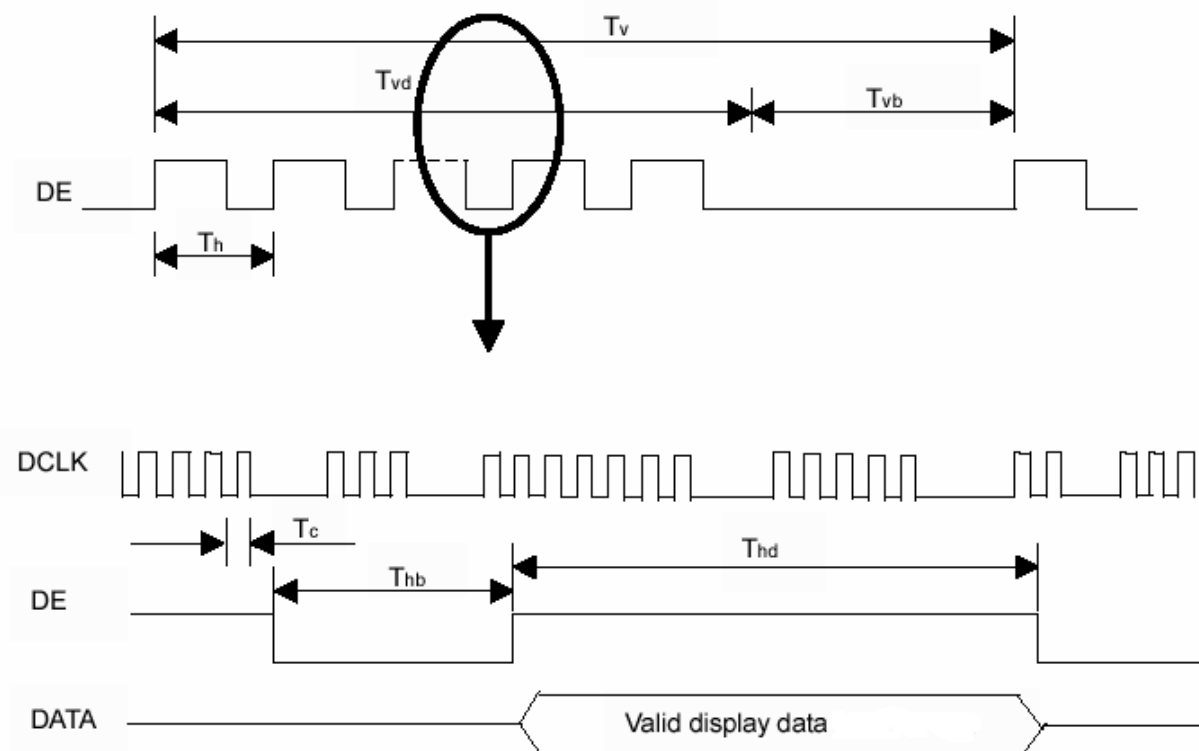 Tv
Tvd
Tvb
DE
Th
DCLK
Tc
Thd
Thb
DE
DATA
Valid display data